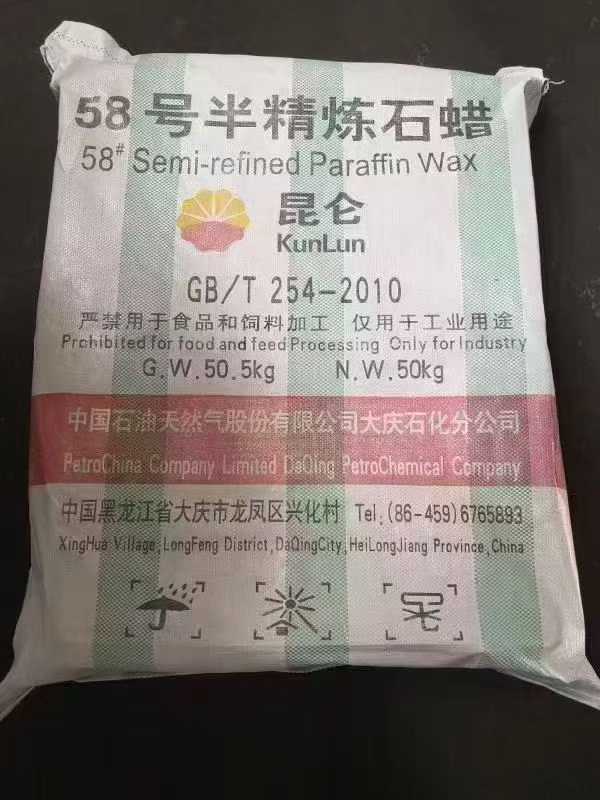 58号半精炼石蜡
58# Semi-refined Paraffin Wax
昆仑
KunLun
GB/T 254-2010
严禁用于食品和饲料加工 仅用于工业用途
Prohibited for food and feed Processing Only for Industry
G.W.50.5kg N.W.50kg
中国石油天然气股份有限公司大庆石化分公司
PetroChina Company Limited DaQing PetroChemical Company
中国黑龙江省大庆市龙凤区兴化村 Tel,(86-459)6765893
XingHua Village,LongFeng District,DaQingCity,HeiLongJiang Province,China